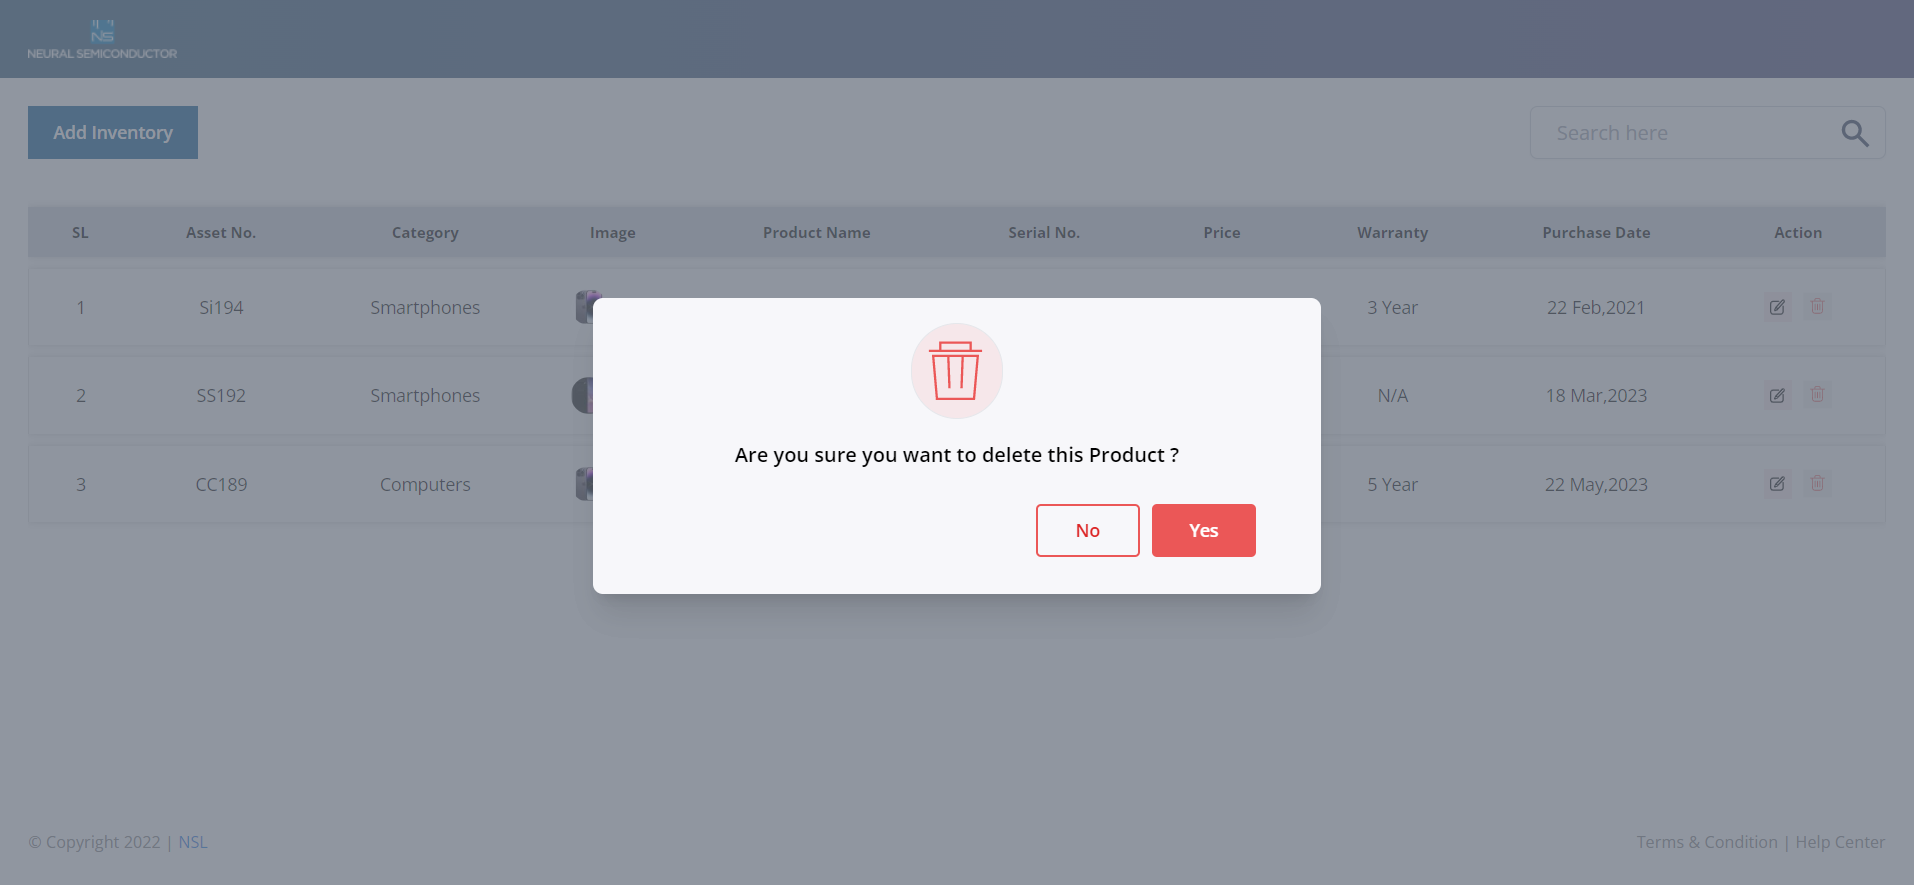 NS
NEURAL SEMICONDUCTOR
Add Inventory
Search here
SL Asset No. Category Image Product Name Serial No. Price Warranty Purchase Date Action
1 Si194 Smartphones 3 Year 22 Feb,2021
2 SS192 Smartphones N/A 18 Mar,2023
3 CC189 Computers 5 Year 22 May,2023
Are you sure you want to delete this Product ?
No Yes
© Copyright 2022 | NSL Terms & Condition | Help Center